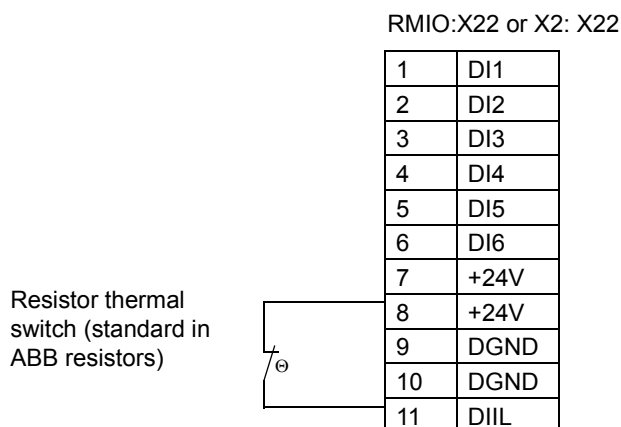 RMIO:X22 or X2: X22
1 DI1
2 DI2
3 DI3
4 DI4
5 DI5
6 DI6
7 +24V
8 +24V
9 DGND
10 DGND
11 DIIL
Resistor thermal
switch (standard in
ABB resistors)
Θ